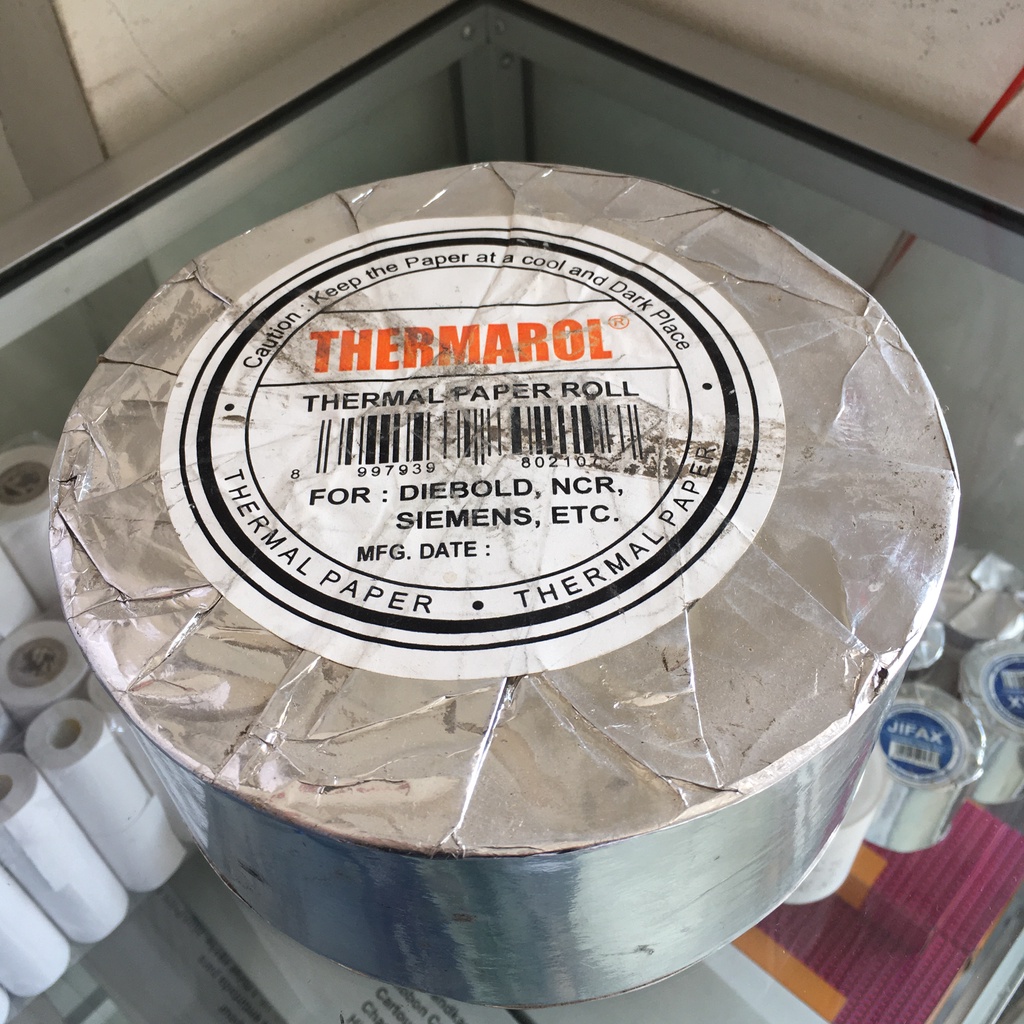 Caution : Keep the Paper at a cool and Dark Place
THERMAROL®
THERMAL PAPER ROLL
8 997939 802107
FOR : DIEBOLD, NCR,
SIEMENS, ETC.
MFG. DATE :
THERMAL PAPER • THERMAL PAPER
JIFAX